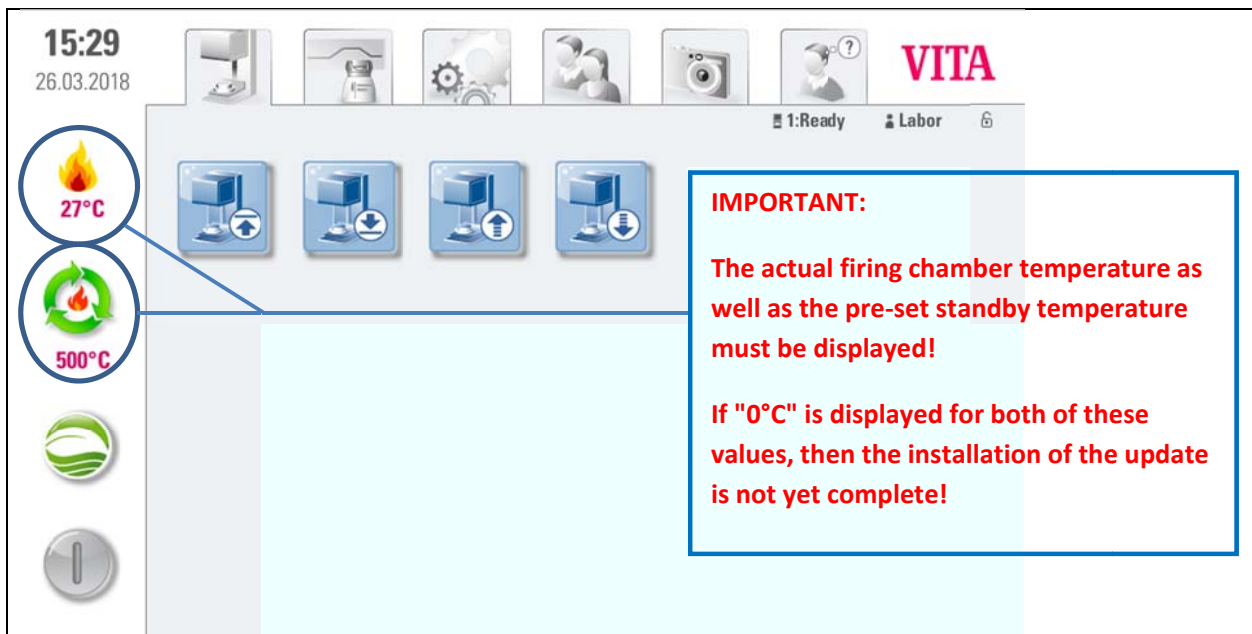 15:29
26.03.2018
?
VITA
1:Ready
Labor
27°C
500°C
IMPORTANT:
The actual firing chamber temperature as
well as the pre-set standby temperature
must be displayed!
If "0°C" is displayed for both of these
values, then the installation of the update
is not yet complete!